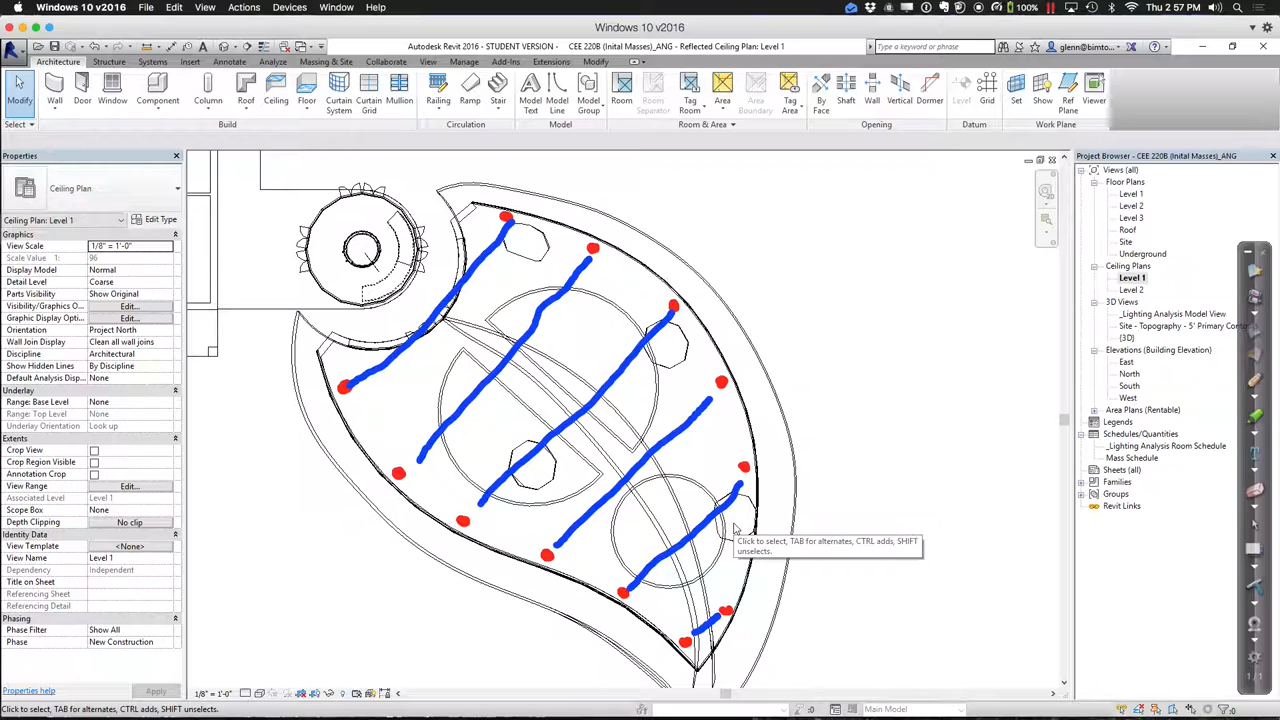 File Edit View Actions Devices Window Help
100% Thu 2:57 PM
Windows 10 v2016
Autodesk Revit 2016 - STUDENT VERSION - CEE 220B (Inital Masses)_ANG - Reflected Ceiling Plan: Level 1
Type a keyword or phrase
glenn@bimto...
Architecture Structure Systems Insert Annotate Analyze Massing & Site Collaborate View Manage Add-Ins Extensions Modify
Modify
Wall Door Window Component Column Roof Ceiling Floor Curtain System Curtain Grid Mullion
Railing Ramp Stair
Model Text Model Line Model Group
Room Room Separator Tag Room Area Area Boundary Tag Area
By Face Shaft Wall Vertical Dormer
Level Grid
Set Show Ref Plane Viewer
Select Build Circulation Model Room & Area Opening Datum Work Plane
Properties
Ceiling Plan
Ceiling Plan: Level 1
Edit Type
Graphics
View Scale 1/8" = 1'-0"
Scale Value 1: 96
Display Model Normal
Detail Level Coarse
Parts Visibility Show Original
Visibility/Graphics O... Edit...
Graphic Display Opti... Edit...
Orientation Project North
Wall Join Display Clean all wall joins
Discipline Architectural
Show Hidden Lines By Discipline
Default Analysis Disp... None
Underlay
Range: Base Level None
Range: Top Level None
Underlay Orientation Look up
Extents
Crop View
Crop Region Visible
Annotation Crop
View Range Edit...
Associated Level Level 1
Scope Box None
Depth Clipping No clip
Identity Data
View Template <None>
View Name Level 1
Dependency Independent
Title on Sheet
Referencing Sheet
Referencing Detail
Phasing
Phase Filter Show All
Phase New Construction
Properties help
Apply
Click to select, TAB for alternates, CTRL adds, SHIFT
unselects.
Project Browser - CEE 220B (Inital Masses)_ANG
Views (all)
Floor Plans
Level 1
Level 2
Level 3
Roof
Site
Underground
Ceiling Plans
Level 1
Level 2
3D Views
_Lighting Analysis Model View
Site - Topography - 5' Primary Conto
{3D}
Elevations (Building Elevation)
East
North
South
West
Area Plans (Rentable)
Legends
Schedules/Quantities
_Lighting Analysis Room Schedule
Mass Schedule
Sheets (all)
Families
Groups
Revit Links
1 / 1
1/8" = 1'-0"
Click to select, TAB for alternates, CTRL adds, SHIFT unselects.
:0
Main Model
:0